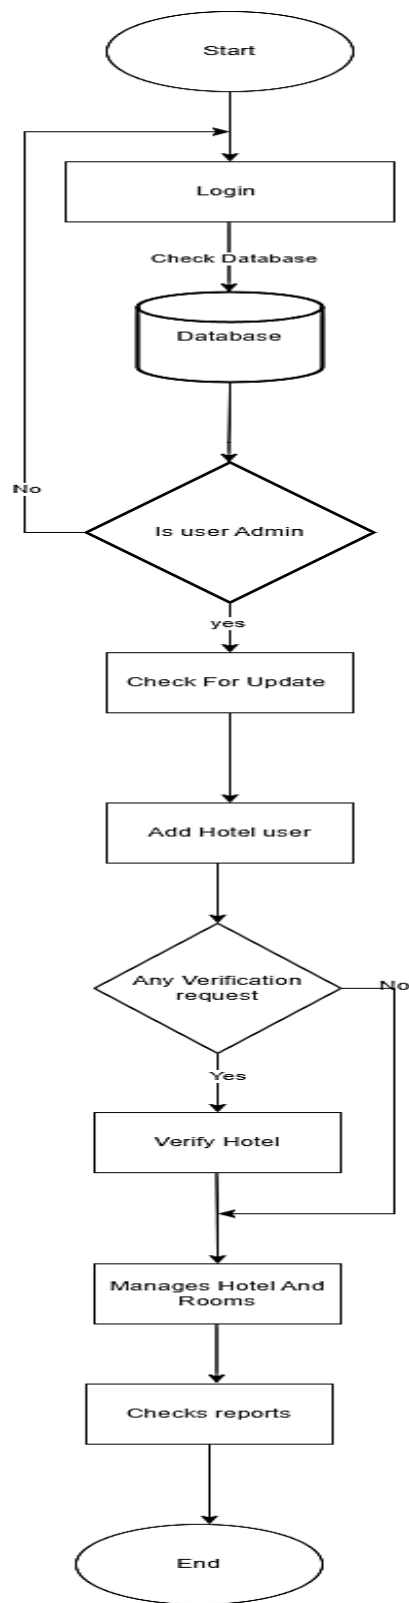 Start
Login
Check Database
Database
No
Is user Admin
yes
Check For Update
Add Hotel user
Any Verification
request
No
Yes
Verify Hotel
Manages Hotel And
Rooms
Checks reports
End